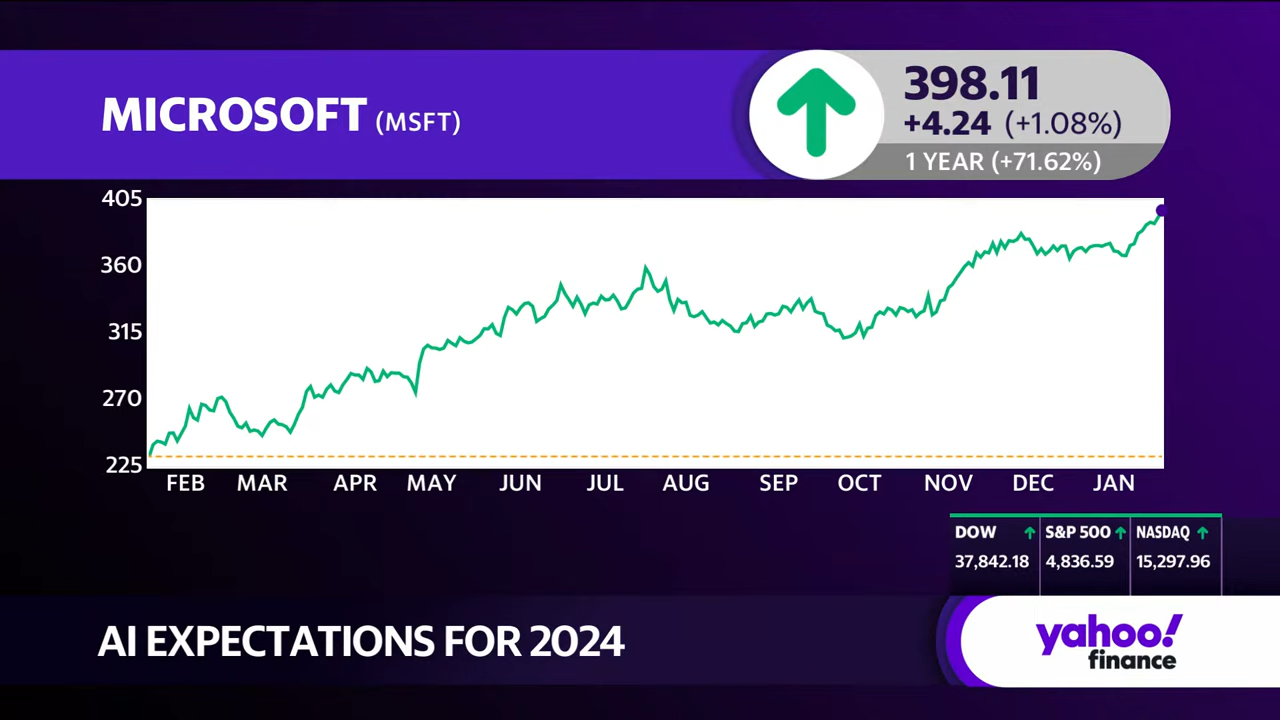 MICROSOFT (MSFT)
398.11
+4.24 (+1.08%)
1 YEAR (+71.62%)
405
360
315
270
225
FEB MAR APR MAY JUN JUL AUG SEP OCT NOV DEC JAN
DOW S&P 500 NASDAQ
37,842.18 4,836.59 15,297.96
AI EXPECTATIONS FOR 2024
yahoo!
finance